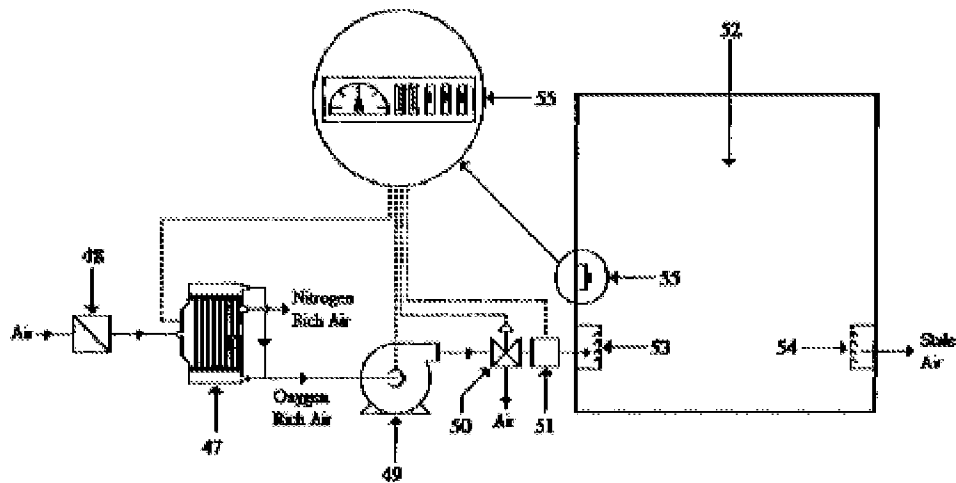 52
55
48
55
Nitrogen
Rich Air
Air
53
54
Stale
Air
Oxygen
Rich Air
50
Air
51
47
49